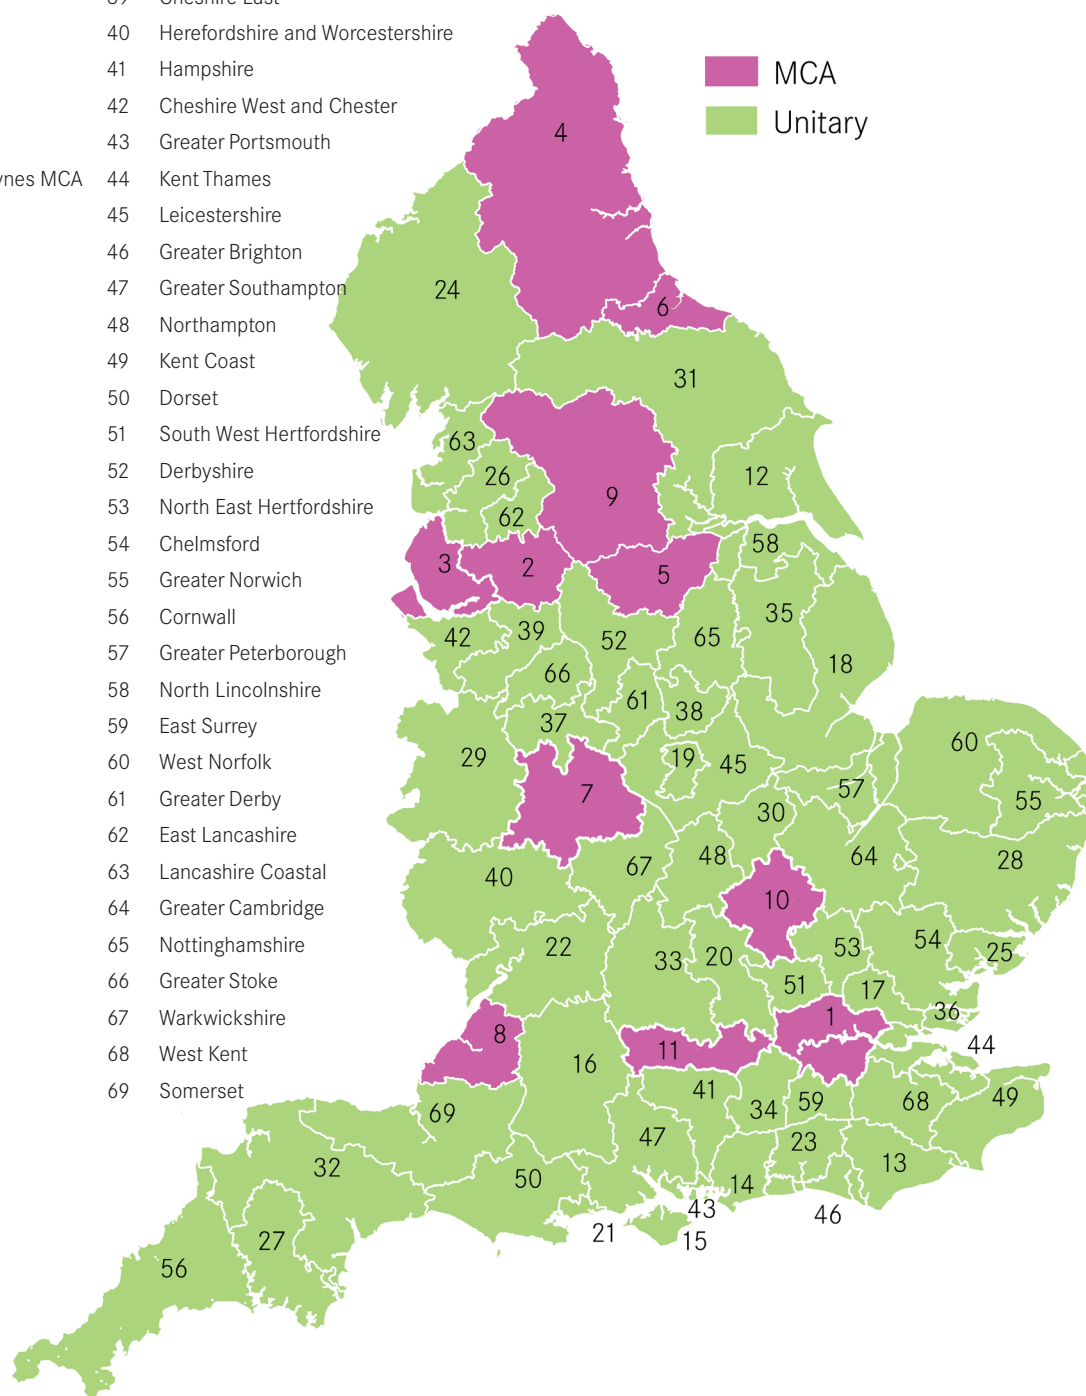 39 Cheshire East
40 Herefordshire and Worcestershire
41 Hampshire
42 Cheshire West and Chester
43 Greater Portsmouth
MCA 44 Kent Thames
45 Leicestershire
46 Greater Brighton
47 Greater Southampton
48 Northampton
49 Kent Coast
50 Dorset
51 South West Hertfordshire
52 Derbyshire
53 North East Hertfordshire
54 Chelmsford
55 Greater Norwich
56 Cornwall
57 Greater Peterborough
58 North Lincolnshire
59 East Surrey
60 West Norfolk
61 Greater Derby
62 East Lancashire
63 Lancashire Coastal
64 Greater Cambridge
65 Nottinghamshire
66 Greater Stoke
67 Warkwickshire
68 West Kent
69 Somerset
MCA
Unitary
4
24
6
31
63
26
12
9
62
58
3
2
5
35
42
39
52
65
18
66
61
38
37
60
29
19
45
7
57
55
30
48
64
28
40
67
10
22
33
20
53
54
25
51
17
36
8
1
44
11
16
41
34
59
68
49
69
47
23
32
50
14
13
43
46
21
15
27
56